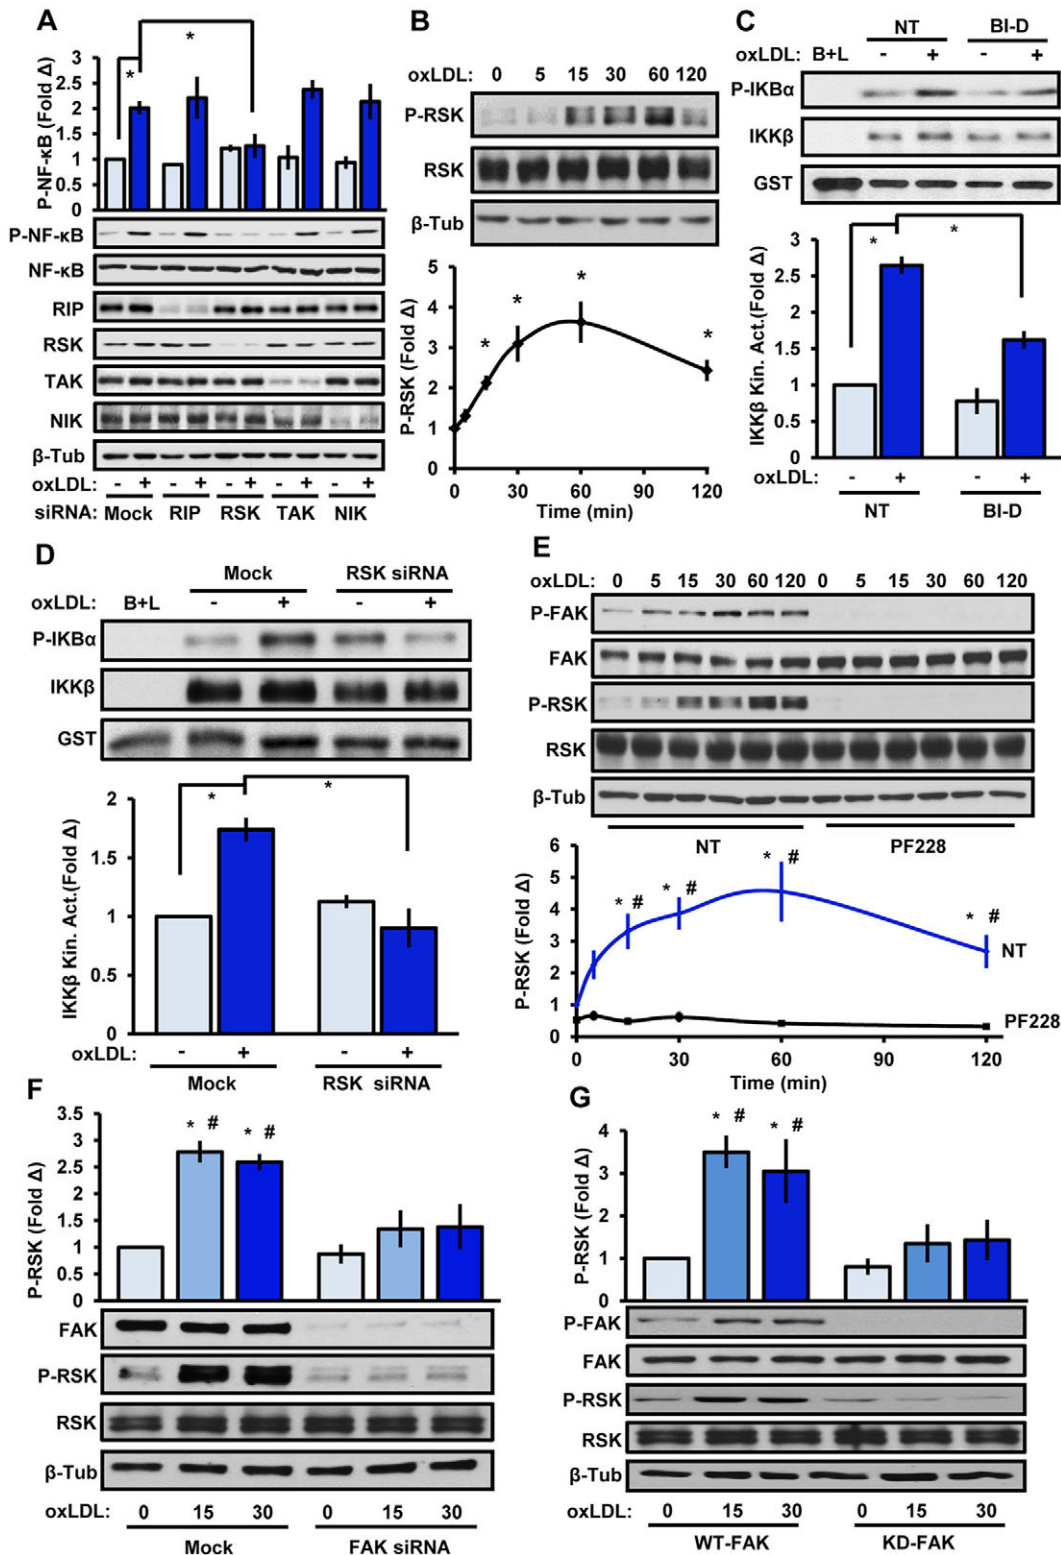 A
*
*
P-NF-κB (Fold Δ)
3
2.5
2
1.5
1
0.5
0
P-NF-κB
NF-κB
RIP
RSK
TAK
NIK
β-Tub
oxLDL: - + - + - + - + - +
siRNA: Mock RIP RSK TAK NIK
B
oxLDL: 0 5 15 30 60 120
P-RSK
RSK
β-Tub
P-RSK (Fold Δ)
5
4
3
2
1
0
* * * *
0 30 60 90 120
Time (min)
C
NT BI-D
oxLDL: B+L - + - +
P-IKBα
IKKβ
GST
IKKβ Kin. Act.(Fold Δ)
3
2.5
2
1.5
1
0.5
0
* *
oxLDL: - + - +
NT BI-D
D
Mock RSK siRNA
oxLDL: B+L - + - +
P-IKBα
IKKβ
GST
IKKβ Kin. Act.(Fold Δ)
2
1.5
1
0.5
0
* *
oxLDL: - + - +
Mock RSK siRNA
E
oxLDL: 0 5 15 30 60 120 0 5 15 30 60 120
P-FAK
FAK
P-RSK
RSK
β-Tub
NT PF228
P-RSK (Fold Δ)
6
5
4
3
2
1
0
* # * # * # * #
NT
PF228
0 30 60 90 120
Time (min)
F
P-RSK (Fold Δ)
3.5
3
2.5
2
1.5
1
0.5
0
* # * #
FAK
P-RSK
RSK
β-Tub
oxLDL: 0 15 30 0 15 30
Mock FAK siRNA
G
P-RSK (Fold Δ)
4
3
2
1
0
* # * #
P-FAK
FAK
P-RSK
RSK
β-Tub
oxLDL: 0 15 30 0 15 30
WT-FAK KD-FAK